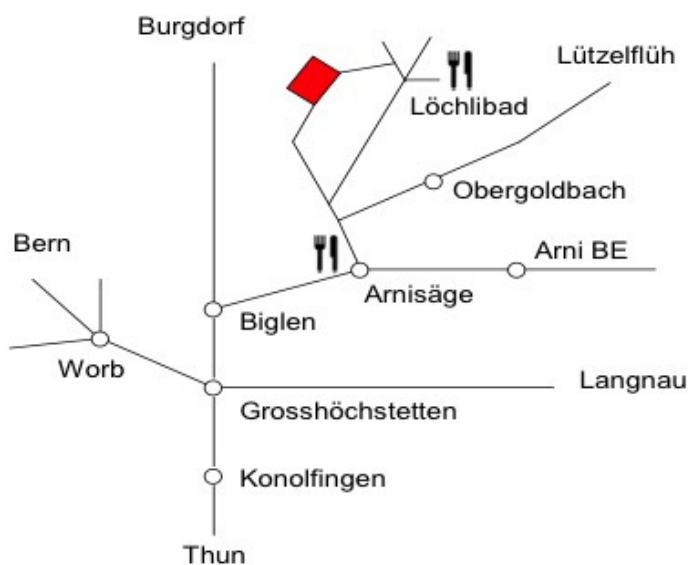 Burgdorf
Lützelflüh
Löchlibad
Obergoldbach
Bern
Arni BE
Arnisäge
Biglen
Worb
Langnau
Grosshöchstetten
Konolfingen
Thun